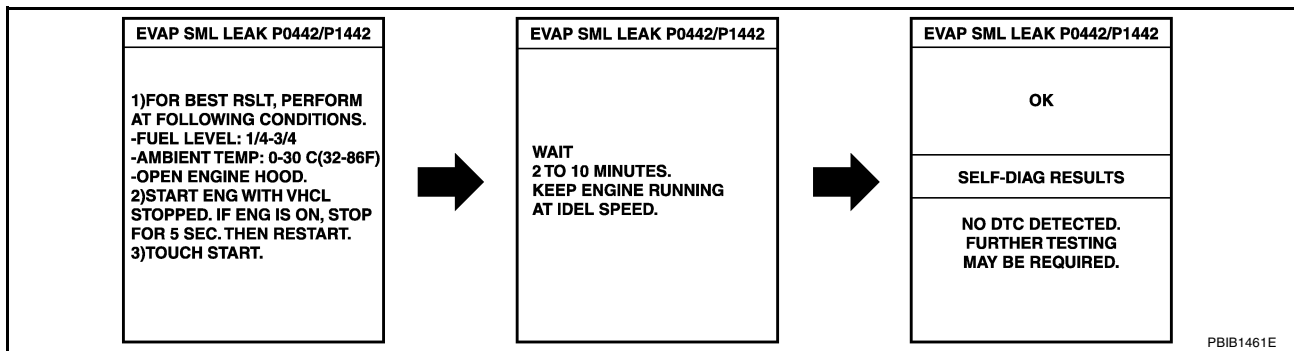 EVAP SML LEAK P0442/P1442
1)FOR BEST RSLT, PERFORM
AT FOLLOWING CONDITIONS.
-FUEL LEVEL: 1/4-3/4
-AMBIENT TEMP: 0-30 C(32-86F)
-OPEN ENGINE HOOD.
2)START ENG WITH VHCL
STOPPED. IF ENG IS ON, STOP
FOR 5 SEC. THEN RESTART.
3)TOUCH START.
EVAP SML LEAK P0442/P1442
WAIT
2 TO 10 MINUTES.
KEEP ENGINE RUNNING
AT IDEL SPEED.
EVAP SML LEAK P0442/P1442
OK
SELF-DIAG RESULTS
NO DTC DETECTED.
FURTHER TESTING
MAY BE REQUIRED.
PBIB1461E